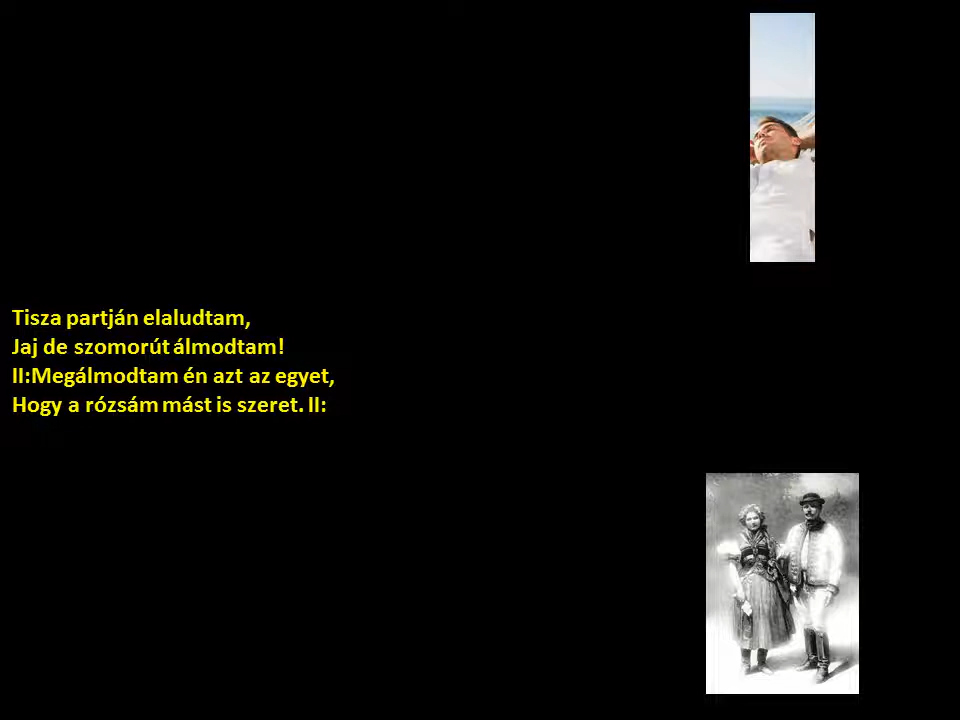 Tisza partján elaludtam,
Jaj de szomorút álmodtam!
II:Megálmodtam én azt az egyet,
Hogy a rózsám mást is szeret. II: